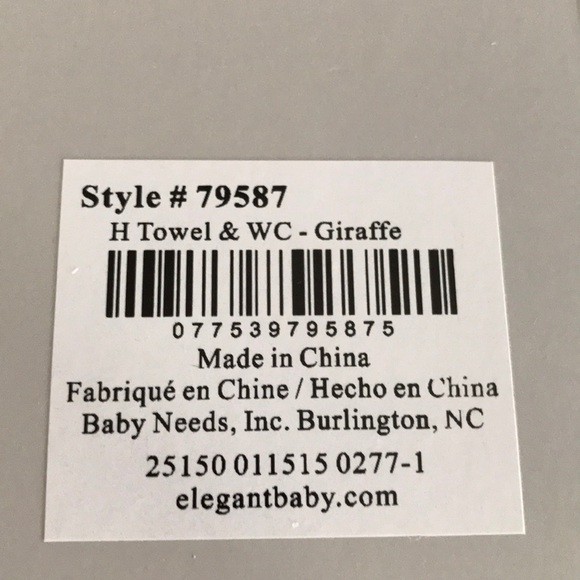 Style # 79587
H Towel & WC - Giraffe
077539795875
Made in China
Fabriqué en Chine / Hecho en China
Baby Needs, Inc. Burlington, NC
25150 011515 0277-1
elegantbaby.com